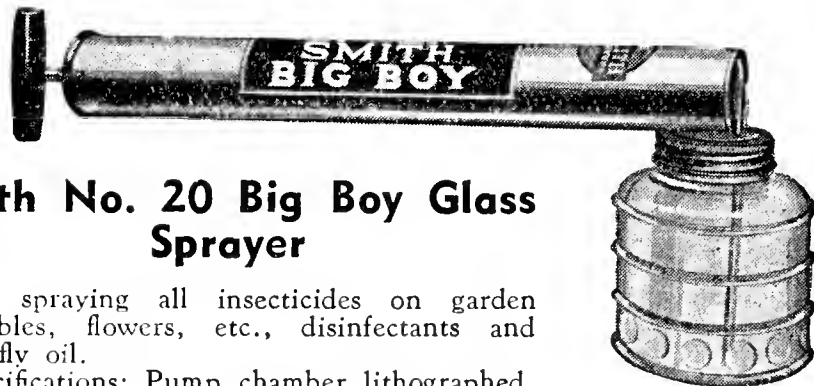 SMITH
BIG BOY
th No. 20 Big Boy Glass
Sprayer
spraying all insecticides on garden
bles, flowers, etc., disinfectants and
fly oil.
cifications: Pump chamber lithographed